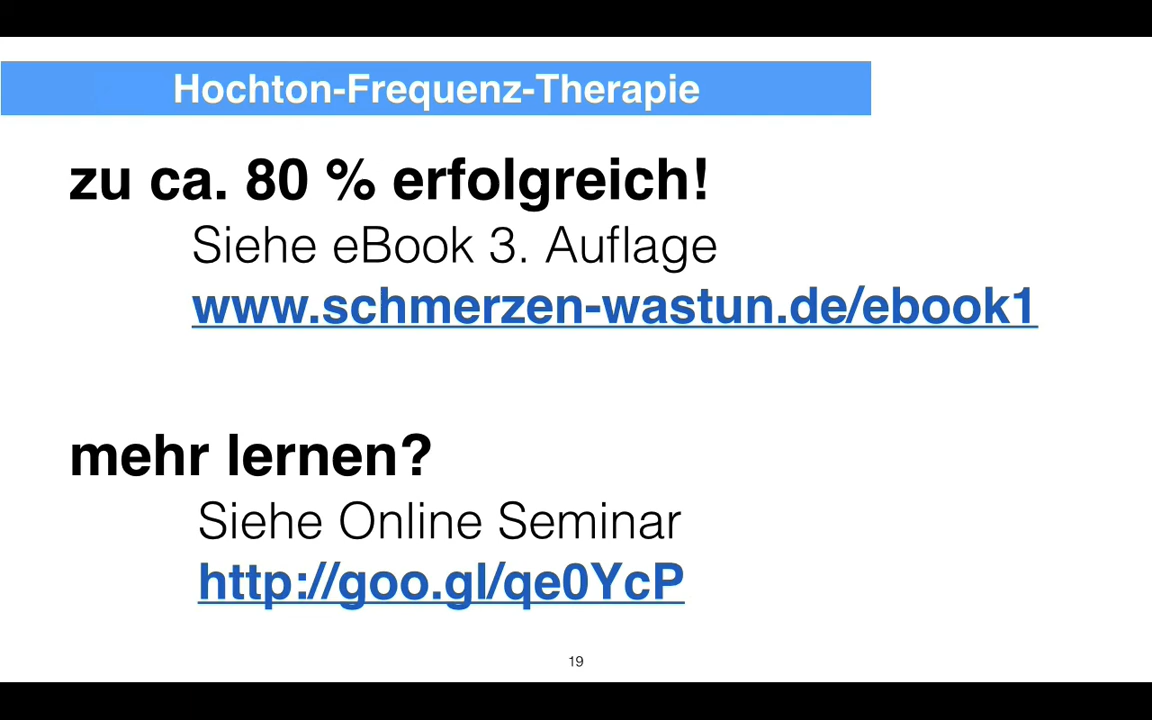 Hochton-Frequenz-Therapie
zu ca. 80 % erfolgreich!
Siehe eBook 3. Auflage
www.schmerzen-wastun.de/ebook1
mehr lernen?
Siehe Online Seminar
http://goo.gl/qe0YcP
19